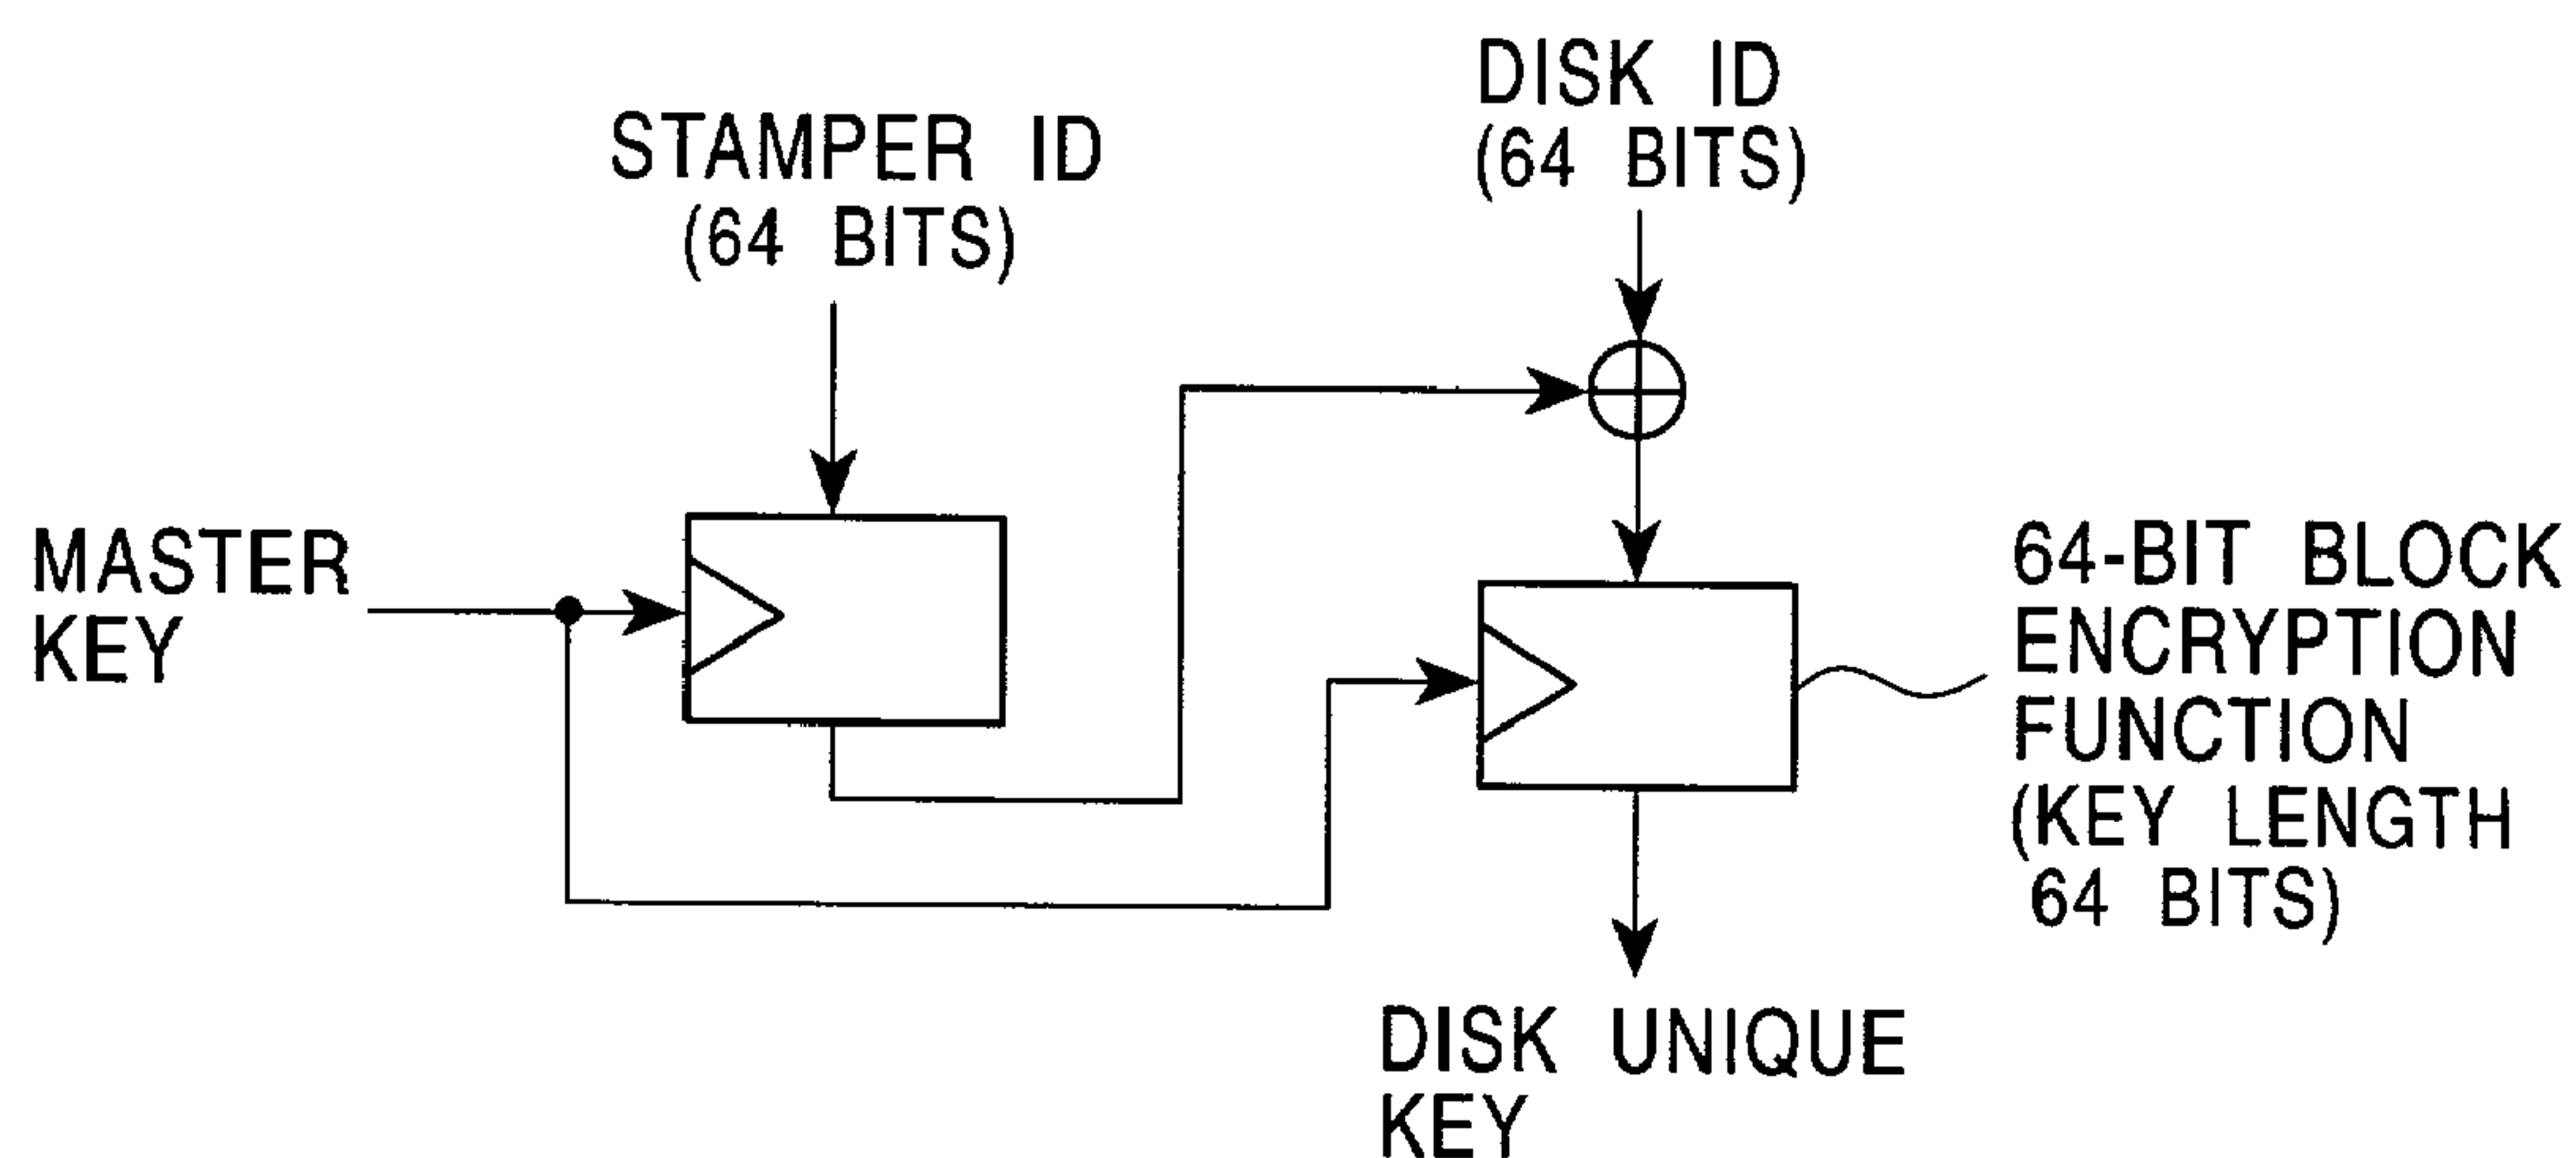 STAMPER ID
(64 BITS)
DISK ID
(64 BITS)
MASTER
KEY
64-BIT BLOCK
ENCRYPTION
FUNCTION
(KEY LENGTH
64 BITS)
DISK UNIQUE
KEY